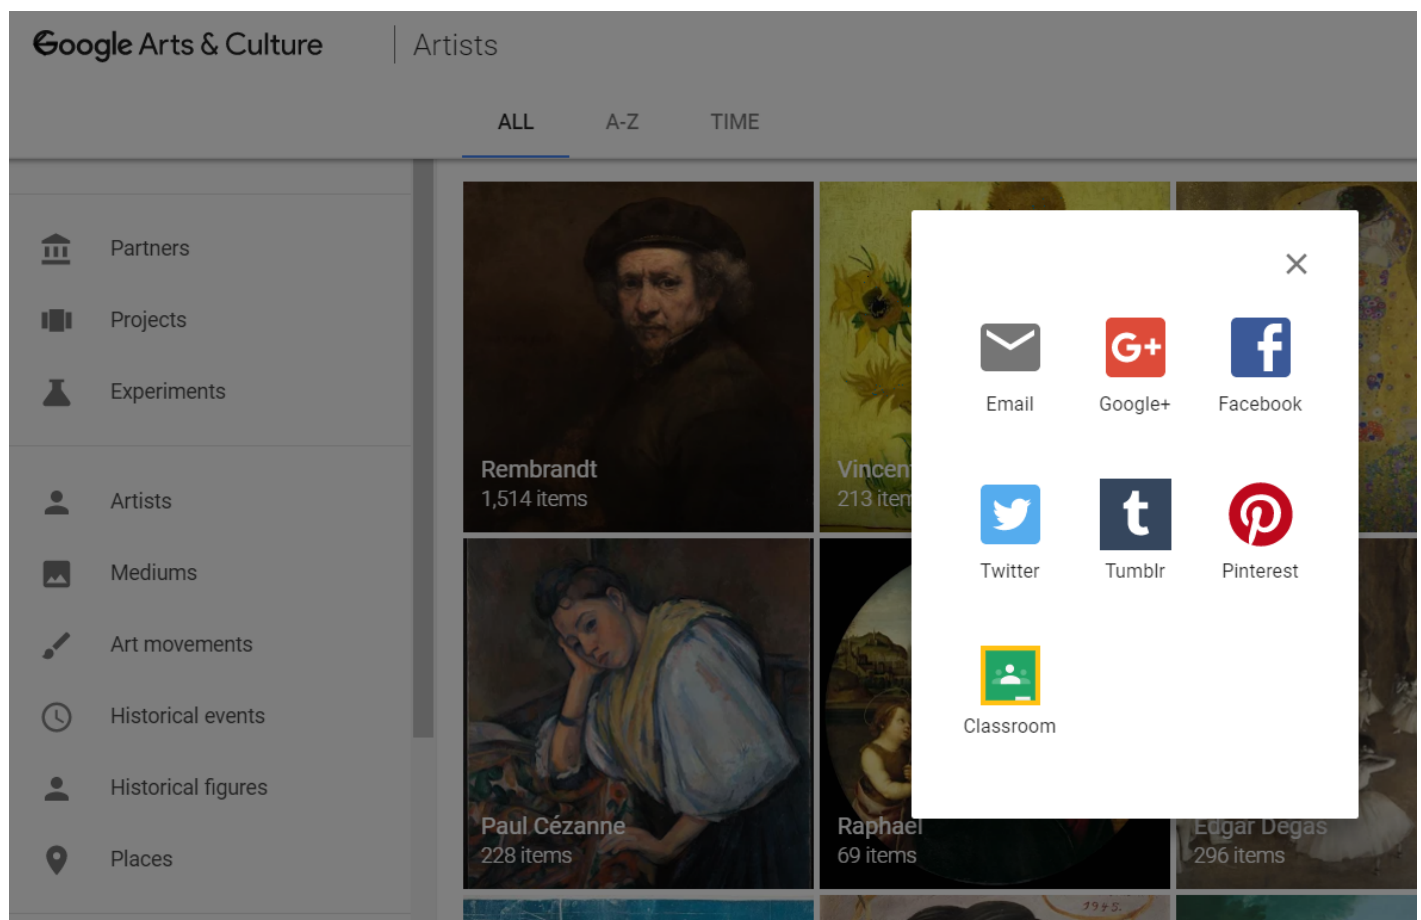 Google Arts & Culture
Artists
ALL
A-Z
TIME
Partners
Projects
Experiments
Artists
Mediums
Art movements
Historical events
Historical figures
Places
Rembrandt
1,514 items
213
Paul Cézanne
228 items
Raphael
69 items
Edgar Degas
296 items
1945.
G+
f
t
Email
Google+
Facebook
Twitter
Tumblr
Pinterest
Classroom